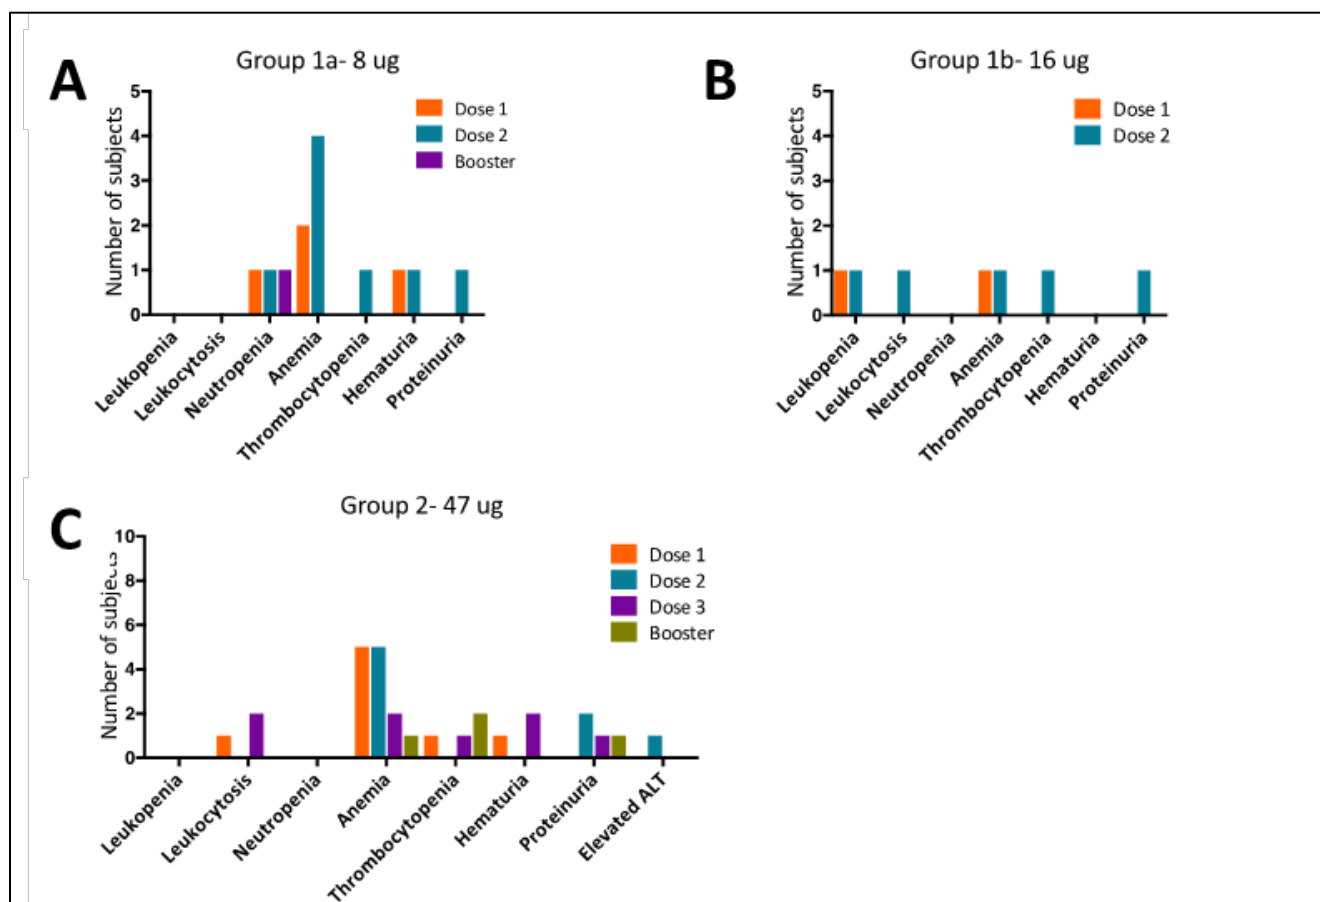 A
Group 1a- 8 ug
Number of subjects
5
4
3
2
1
0
Dose 1
Dose 2
Booster
Leukopenia
Leukocytosis
Neutropenia
Anemia
Thrombocytopenia
Hematuria
Proteinuria
B
Group 1b- 16 ug
Number of subjects
5
4
3
2
1
0
Dose 1
Dose 2
Leukopenia
Leukocytosis
Neutropenia
Anemia
Thrombocytopenia
Hematuria
Proteinuria
C
Group 2- 47 ug
Number of subjects
10
8
6
4
2
0
Dose 1
Dose 2
Dose 3
Booster
Leukopenia
Leukocytosis
Neutropenia
Anemia
Thrombocytopenia
Hematuria
Proteinuria
Elevated ALT